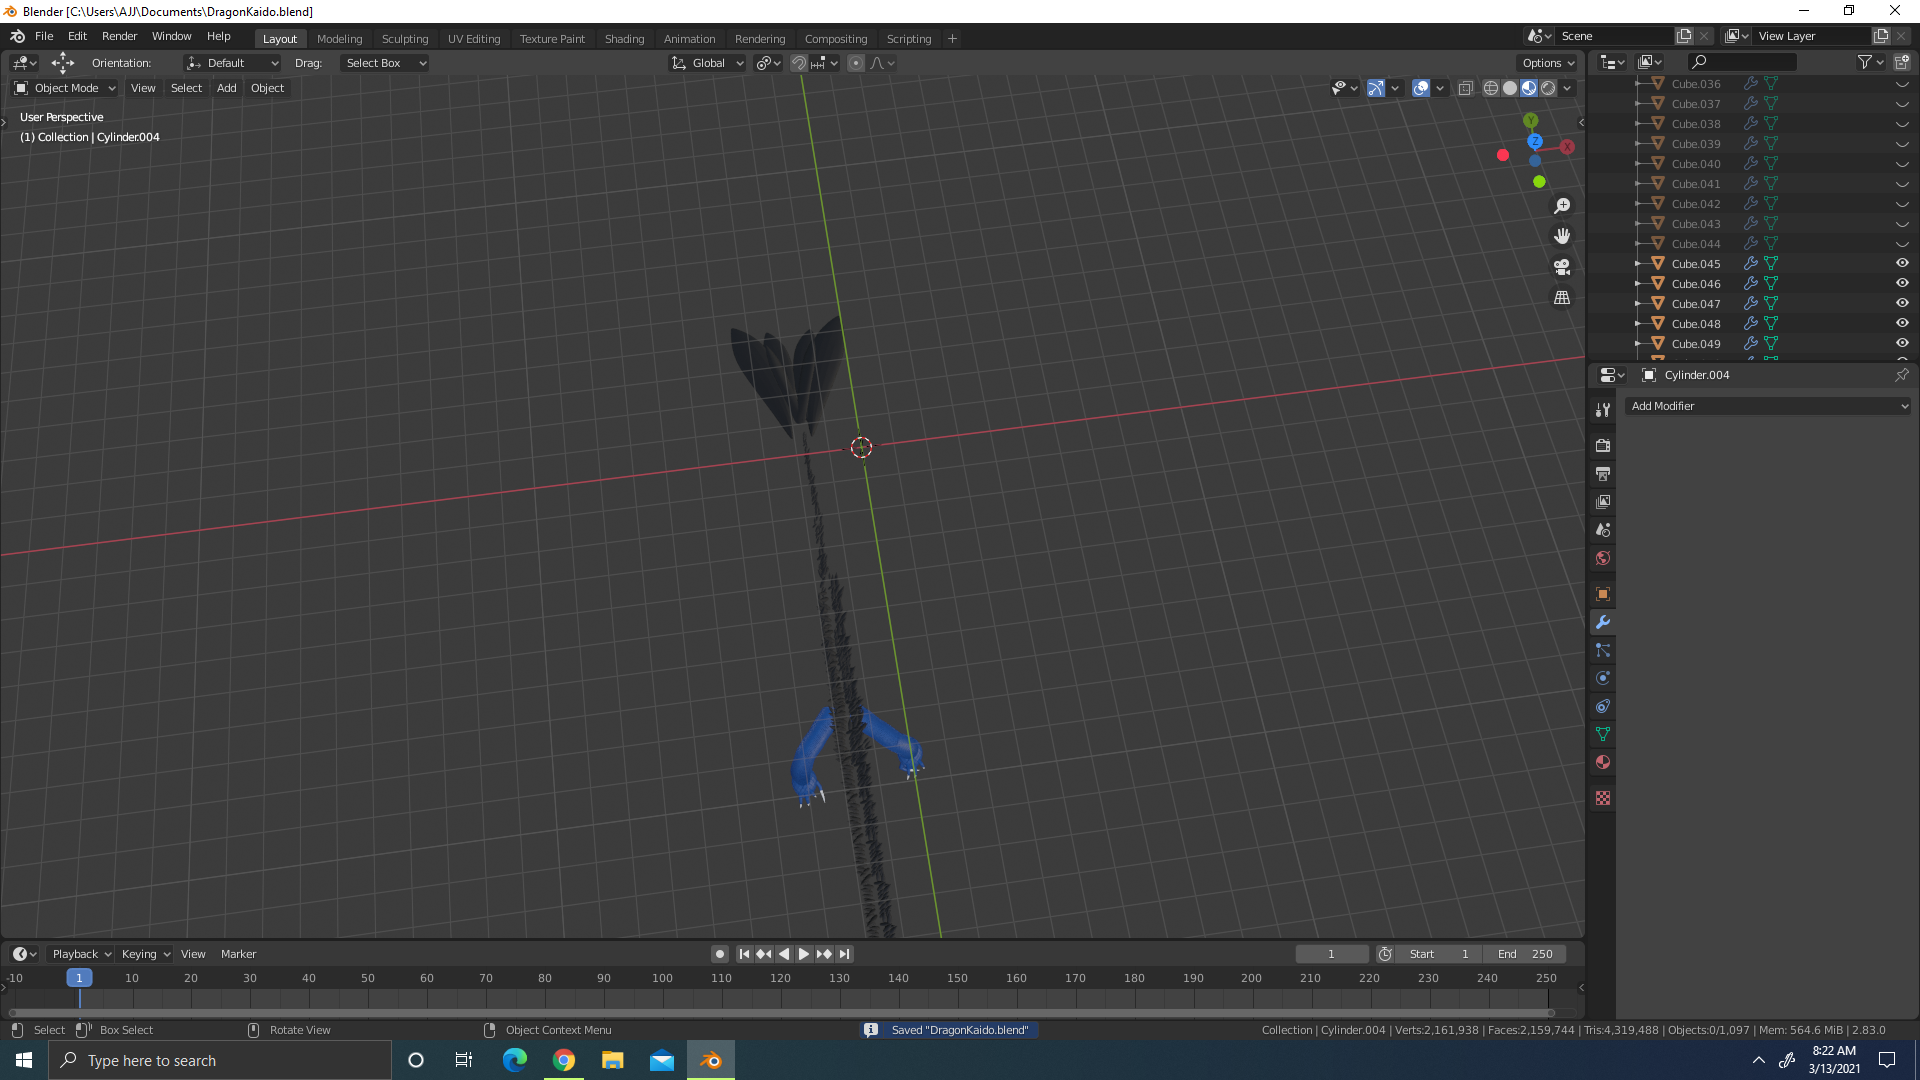 Blender [C:\Users\AJJ\Documents\DragonKaido.blend]
File Edit Render Window Help Layout Modeling Sculpting UV Editing Texture Paint Shading Animation Rendering Compositing Scripting + Scene View Layer
Orientation: Default Drag: Select Box Global Options
Object Mode View Select Add Object
User Perspective
(1) Collection | Cylinder.004
Y
Z
X
Cube.036
Cube.037
Cube.038
Cube.039
Cube.040
Cube.041
Cube.042
Cube.043
Cube.044
Cube.045
Cube.046
Cube.047
Cube.048
Cube.049
Cylinder.004
Add Modifier
Playback Keying View Marker 1 Start 1 End 250
-10 1 10 20 30 40 50 60 70 80 90 100 110 120 130 140 150 160 170 180 190 200 210 220 230 240 250
Select Box Select Rotate View Object Context Menu Saved "DragonKaido.blend" Collection | Cylinder.004 | Verts:2,161,938 | Faces:2,159,744 | Tris:4,319,488 | Objects:0/1,097 | Mem: 564.6 MiB | 2.83.0
Type here to search
8:22 AM
3/13/2021